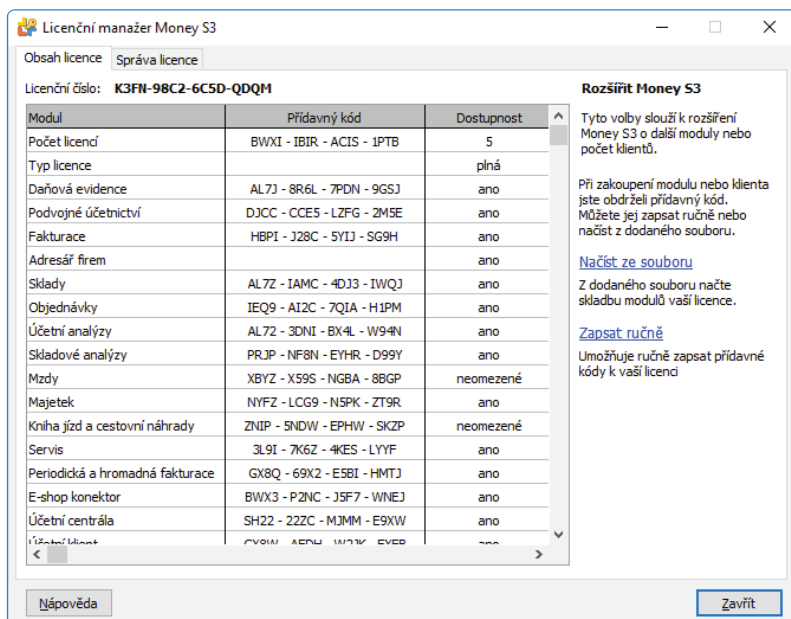 Licenční manažer Money S3
Obsah licence Správa licence
Licenční číslo: K3FN-98C2-6C5D-QDQM
Modul Přídavný kód Dostupnost
Počet licencí BWXI - IBIR - ACIS - 1PTB 5
Typ licence plná
Daňová evidence AL7J - 8R6L - 7PDN - 9GSJ ano
Podvojné účetnictví DJCC - CCE5 - LZFG - 2M5E ano
Fakturace HBPI - J28C - 5YIJ - SG9H ano
Adresář firem ano
Sklady AL7Z - IAMC - 4DJ3 - IWQJ ano
Objednávky IEQ9 - AI2C - 7QIA - H1PM ano
Účetní analýzy AL72 - 3DNI - BX4L - W94N ano
Skladové analýzy PRJP - NF8N - EYHR - D99Y ano
Mzdy XBYZ - X59S - NGBA - 8BGP neomezené
Majetek NYFZ - LCG9 - N5PK - ZT9R ano
Kniha jízd a cestovní náhrady ZNIP - 5NDW - EPHW - SKZP neomezené
Servis 3L9I - 7K6Z - 4KES - LYYF ano
Periodická a hromadná fakturace GX8Q - 69X2 - E5BI - HMTJ ano
E-shop konektor BWX3 - P2NC - J5F7 - WNEJ ano
Účetní centrála SH22 - 22ZC - MJMM - E9XW ano
Účetní klient
Rozšířit Money S3
Tyto volby slouží k rozšíření
Money S3 o další moduly nebo
počet klientů.
Při zakoupení modulu nebo klienta
jste obdrželi přídavný kód.
Můžete jej zapsat ručně nebo
načíst z dodaného souboru.
Načíst ze souboru
Z dodaného souboru načte
skladbu modulů vaší licence.
Zapsat ručně
Umožňuje ručně zapsat přídavné
kódy k vaší licenci
Nápověda
Zavřít